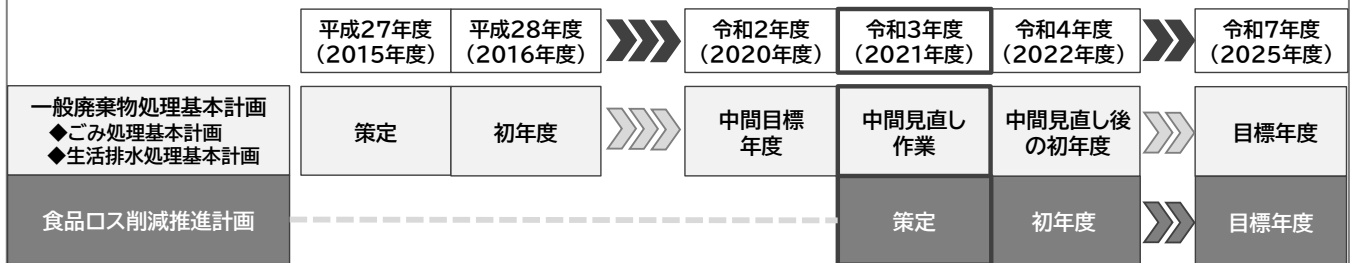 平成27年度
(2015年度)
平成28年度
(2016年度)
令和2年度
(2020年度)
令和3年度
(2021年度)
令和4年度
(2022年度)
令和7年度
(2025年度)
一般廃棄物処理基本計画
◆ごみ処理基本計画
◆生活排水処理基本計画
策定
初年度
中間目標
年度
中間見直し
作業
中間見直し後
の初年度
目標年度
食品ロス削減推進計画
策定
初年度
目標年度